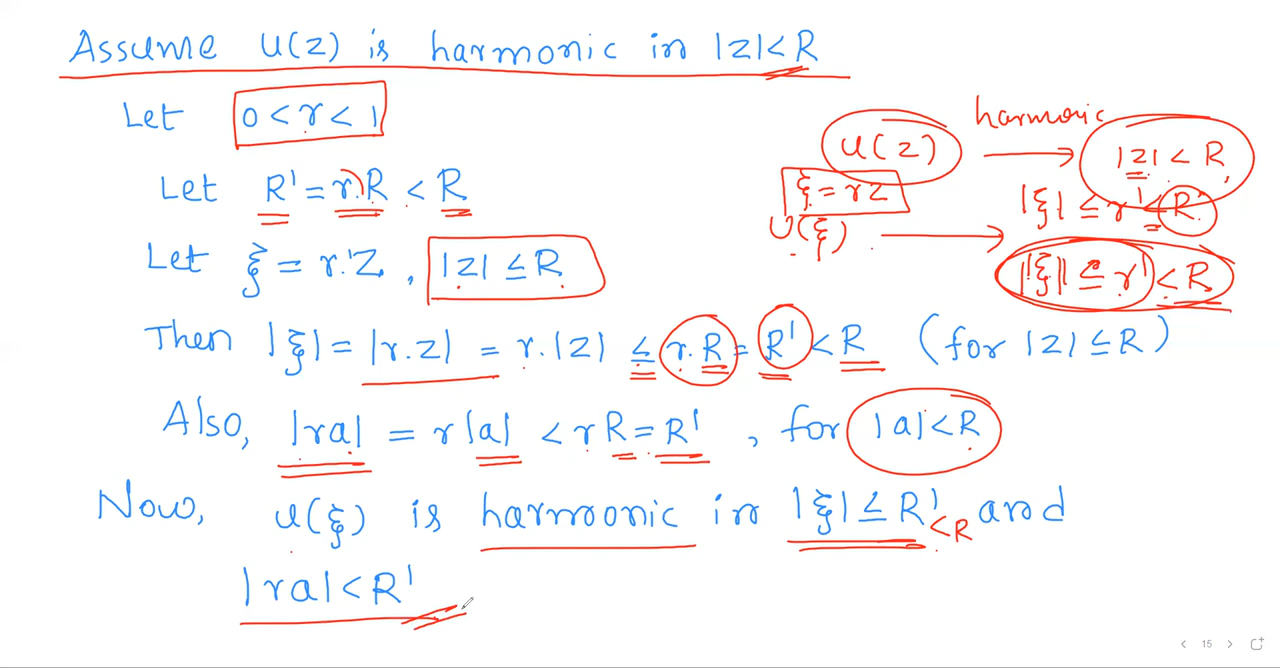 Assume u(z) is harmonic in |z|<R
Let 0 < r < 1
Let R' = r.R < R
Let ξ = r.z, |z| ≤ R
Then |ξ| = |r.z| = r.|z| ≤ r.R = R' < R (for |z| ≤ R)
Also, |ra| = r|a| < rR = R', for |a| < R
Now, u(ξ) is harmonic in |ξ| ≤ R' <R and
|ra| < R'
harmonic
u(z) → |z| < R,
ξ = rz
|ξ| ≤ r' < R
u(ξ) → |ξ| ≤ r' < R
15